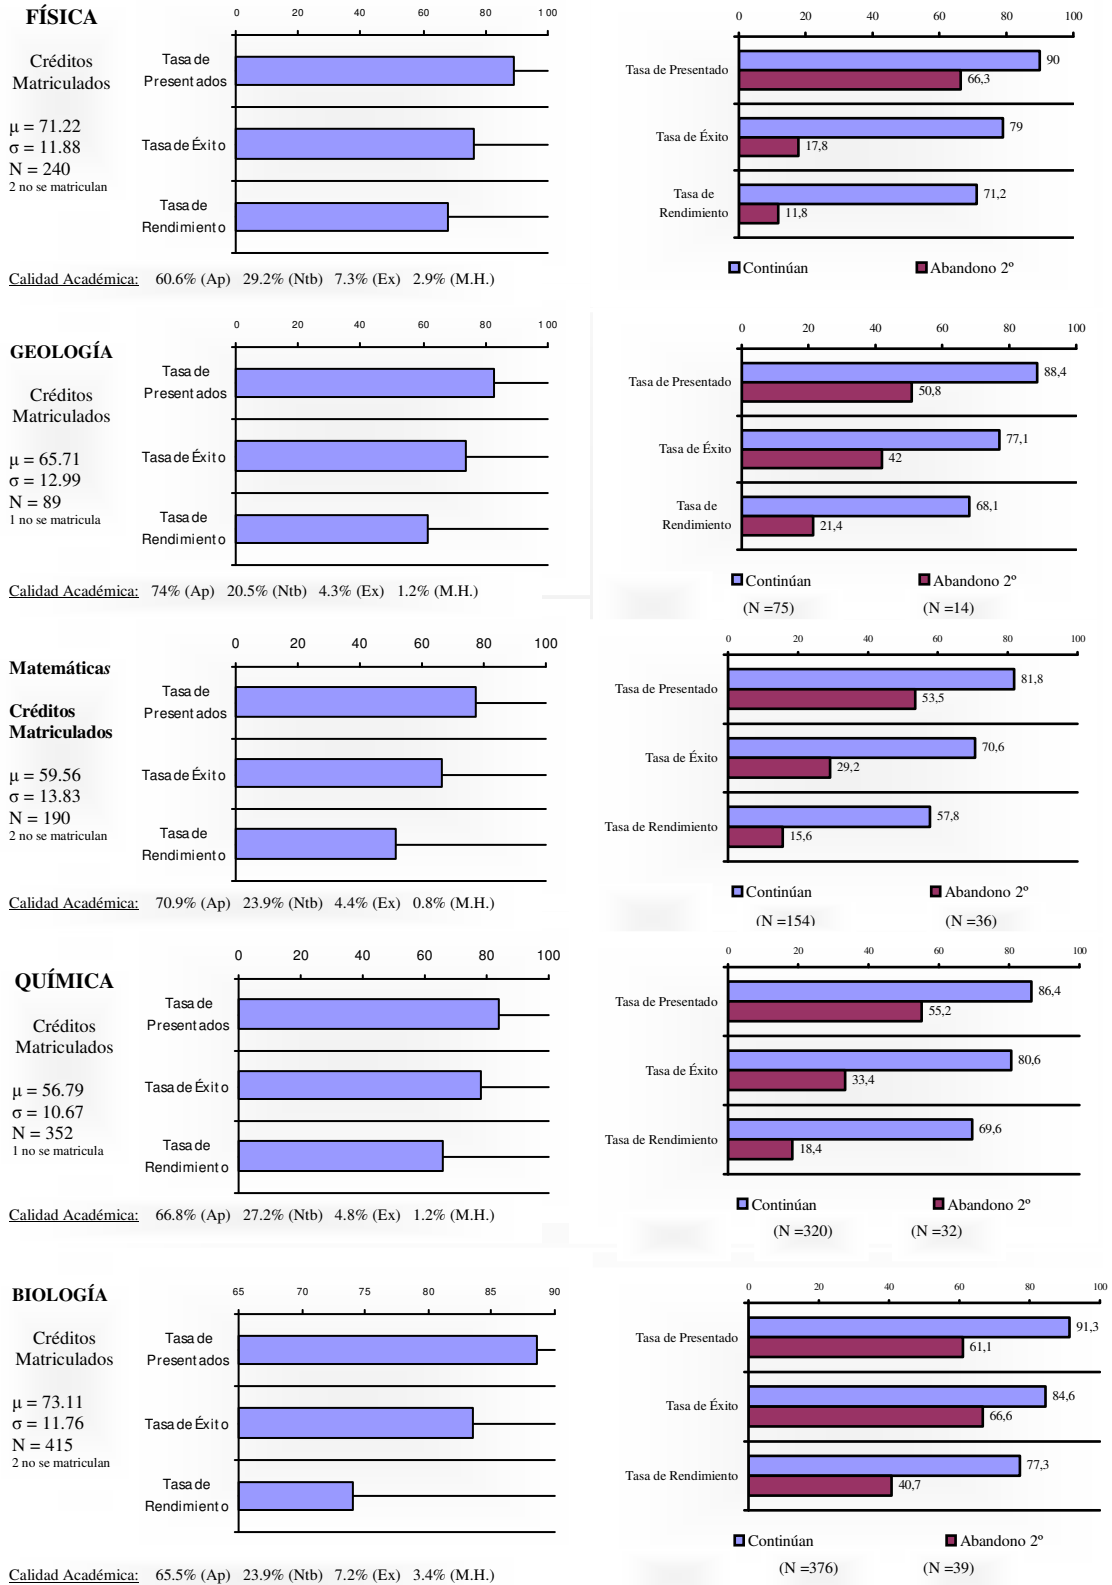 FÍSICA
Créditos
Matriculados
μ = 71.22
σ = 11.88
N = 240
2 no se matriculan
0 20 40 60 80 100
Tasa de
Presentados
Tasa de Éxito
Tasa de
Rendimiento
0 20 40 60 80 100
Tasa de Presentado
90
66,3
Tasa de Éxito
79
17,8
Tasa de
Rendimiento
71,2
11,8
Continúan Abandono 2º
Calidad Académica: 60.6% (Ap) 29.2% (Ntb) 7.3% (Ex) 2.9% (M.H.)
GEOLOGÍA
Créditos
Matriculados
μ = 65.71
σ = 12.99
N = 89
1 no se matricula
0 20 40 60 80 100
Tasa de
Presentados
Tasa de Éxito
Tasa de
Rendimiento
0 20 40 60 80 100
Tasa de Presentado
88,4
50,8
Tasa de Éxito
77,1
42
Tasa de
Rendimiento
68,1
21,4
Continúan Abandono 2º
(N =75) (N =14)
Calidad Académica: 74% (Ap) 20.5% (Ntb) 4.3% (Ex) 1.2% (M.H.)
Matemáticas
Créditos
Matriculados
μ = 59.56
σ = 13.83
N = 190
2 no se matriculan
0 20 40 60 80 100
Tasa de
Presentados
Tasa de Éxito
Tasa de
Rendimiento
0 20 40 60 80 100
Tasa de Presentado
81,8
53,5
Tasa de Éxito
70,6
29,2
Tasa de Rendimiento
57,8
15,6
Continúan Abandono 2º
(N =154) (N =36)
Calidad Académica: 70.9% (Ap) 23.9% (Ntb) 4.4% (Ex) 0.8% (M.H.)
QUÍMICA
Créditos
Matriculados
μ = 56.79
σ = 10.67
N = 352
1 no se matricula
0 20 40 60 80 100
Tasa de
Presentados
Tasa de Éxito
Tasa de
Rendimiento
0 20 40 60 80 100
Tasa de Presentado
86,4
55,2
Tasa de Éxito
80,6
33,4
Tasa de Rendimiento
69,6
18,4
Continúan Abandono 2º
(N =320) (N =32)
Calidad Académica: 66.8% (Ap) 27.2% (Ntb) 4.8% (Ex) 1.2% (M.H.)
BIOLOGÍA
Créditos
Matriculados
μ = 73.11
σ = 11.76
N = 415
2 no se matriculan
65 70 75 80 85 90
Tasa de
Presentados
Tasa de Éxito
Tasa de
Rendimiento
0 20 40 60 80 100
Tasa de Presentado
91,3
61,1
Tasa de Éxito
84,6
66,6
Tasa de Rendimiento
77,3
40,7
Continúan Abandono 2º
(N =376) (N =39)
Calidad Académica: 65.5% (Ap) 23.9% (Ntb) 7.2% (Ex) 3.4% (M.H.)